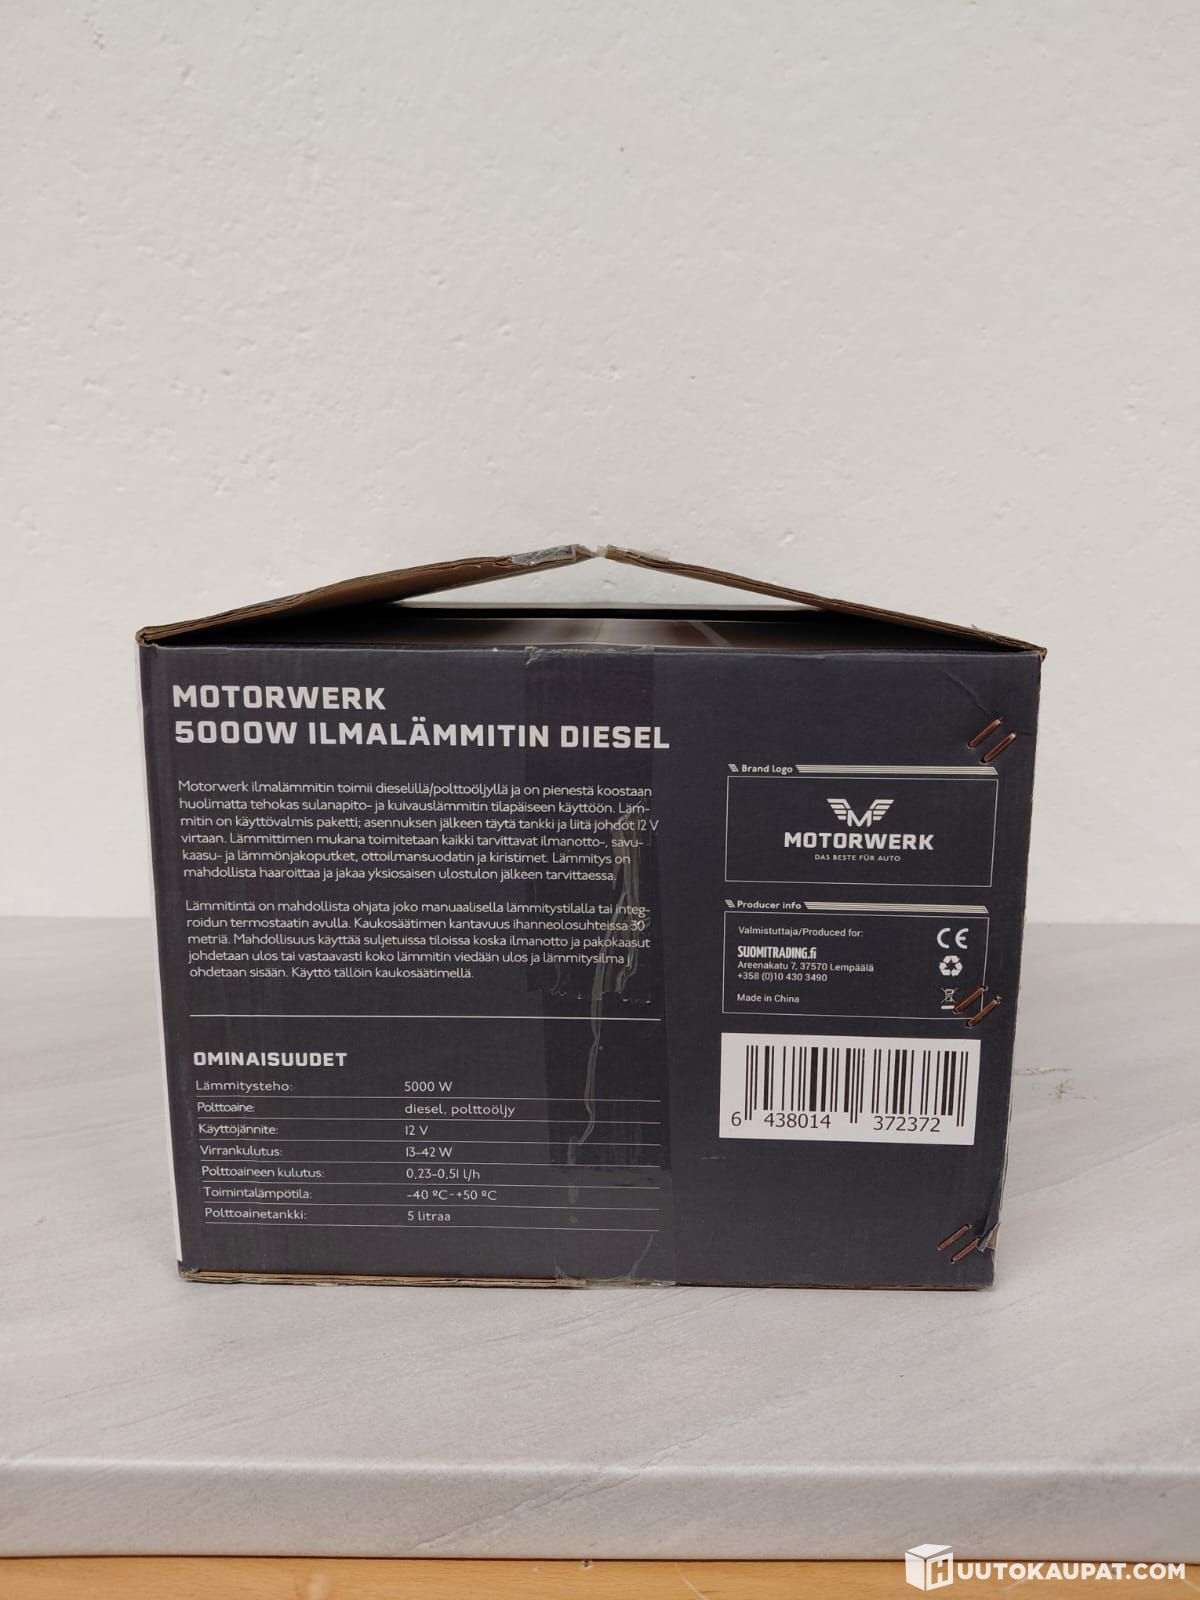 MOTORWERK
5000W ILMALÄMMITIN DIESEL
Motorwerk ilmalämmitin toimii dieselillä/polttoöljyllä ja on pienestä koostaan
huolimatta tehokas sulanapito- ja kuivauslämmitin tilapäiseen käyttöön. Läm-
mitin on käyttövalmis paketti; asennuksen jälkeen täytä tankki ja liitä johdot 12 V
virtaan. Lämmittimen mukana toimitetaan kaikki tarvittavat ilmanotto-, savu-
kaasu- ja lämmönjakoputket, ottoilmansuodatin ja kiristimet. Lämmitys on
mahdollista haaroittaa ja jakaa yksiosaisen ulostulon jälkeen tarvittaessa.
Lämmitintä on mahdollista ohjata joko manuaalisella lämmitystilalla tai integ-
roidun termostaatin avulla. Kaukosäätimen kantavuus ihanneolosuhteissa 30
metriä. Mahdollisuus käyttää suljetuissa tiloissa koska ilmanotto ja pakokaasut
johdetaan ulos tai vastaavasti koko lämmitin viedään ulos ja lämmitysilma j
ohdetaan sisään. Käyttö tällöin kaukosäätimellä.
OMINAISUUDET
Lämmitysteho: 5000 W
Polttoaine: diesel, polttoöljy
Käyttöjännite: 12 V
Virrankulutus: 13-42 W
Polttoaineen kulutus: 0,23-0,51 l/h
Toimintalämpötila: -40 ºC-+50 ºC
Polttoainetankki: 5 litraa
Brand logo
MOTORWERK
DAS BESTE FÜR AUTO
Producer info
Valmistuttaja/Produced for:
SUOMITRADING.fi
Areenakatu 7, 37570 Lempäälä
+358 (0)10 430 3490
Made in China
CE
6 438014 372372
HUUTOKAUPAT.COM